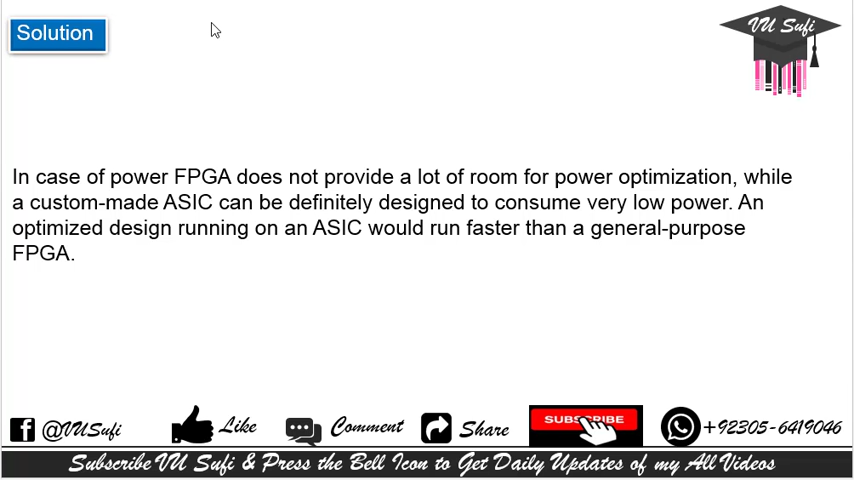 Solution
VU Sufi
In case of power FPGA does not provide a lot of room for power optimization, while
a custom-made ASIC can be definitely designed to consume very low power. An
optimized design running on an ASIC would run faster than a general-purpose
FPGA.
@VUSufi Like Comment Share SUBSCRIBE +92305-6419046
Subscribe VU Sufi & Press the Bell Icon to Get Daily Updates of my All Videos